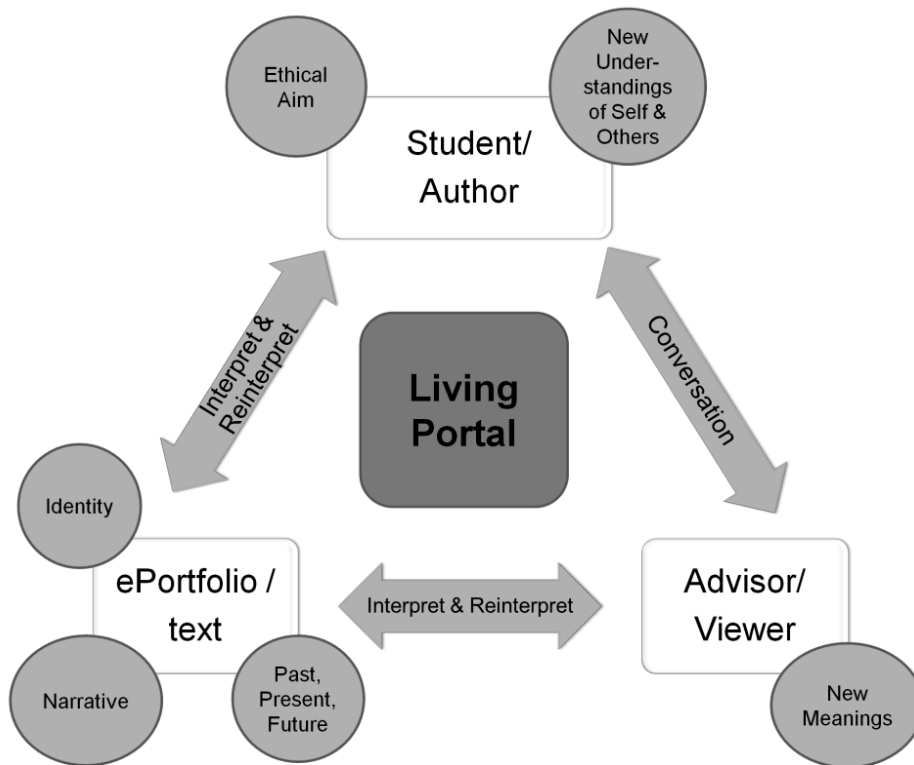 Ethical
Aim
New
Under-
standings
of Self &
Others
Student/
Author
Interpret &
Reinterpret
Living
Portal
Conversation
Identity
ePortfolio /
text
Narrative
Past,
Present,
Future
Interpret & Reinterpret
Advisor/
Viewer
New
Meanings